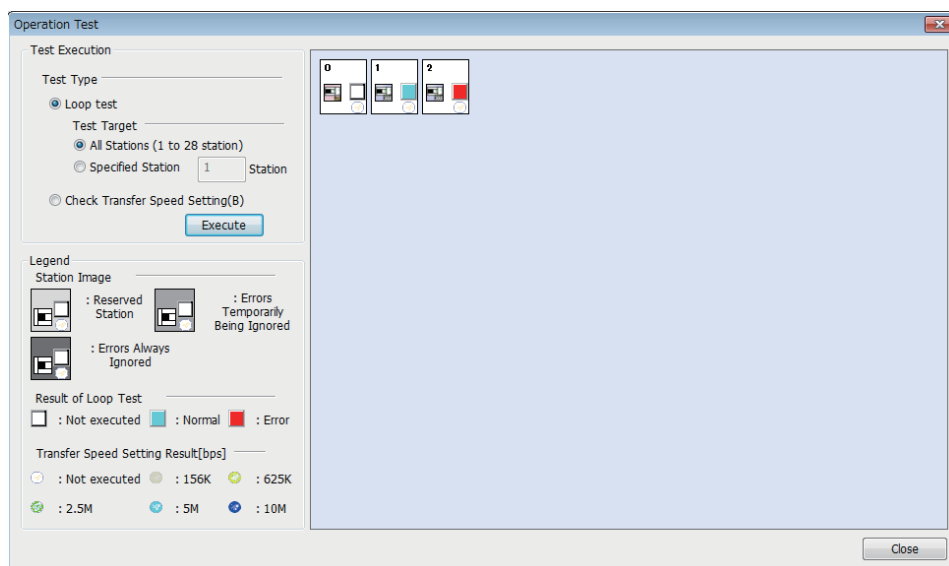 Operation Test
Test Execution
Test Type
Loop test
Test Target
All Stations (1 to 28 station)
Specified Station 1 Station
Check Transfer Speed Setting(B)
Execute
Legend
Station Image
: Reserved
Station
: Errors
Temporarily
Being Ignored
: Errors Always
Ignored
Result of Loop Test
: Not executed : Normal : Error
Transfer Speed Setting Result[bps]
: Not executed : 156K : 625K
: 2.5M : 5M : 10M
0 1 2
Close